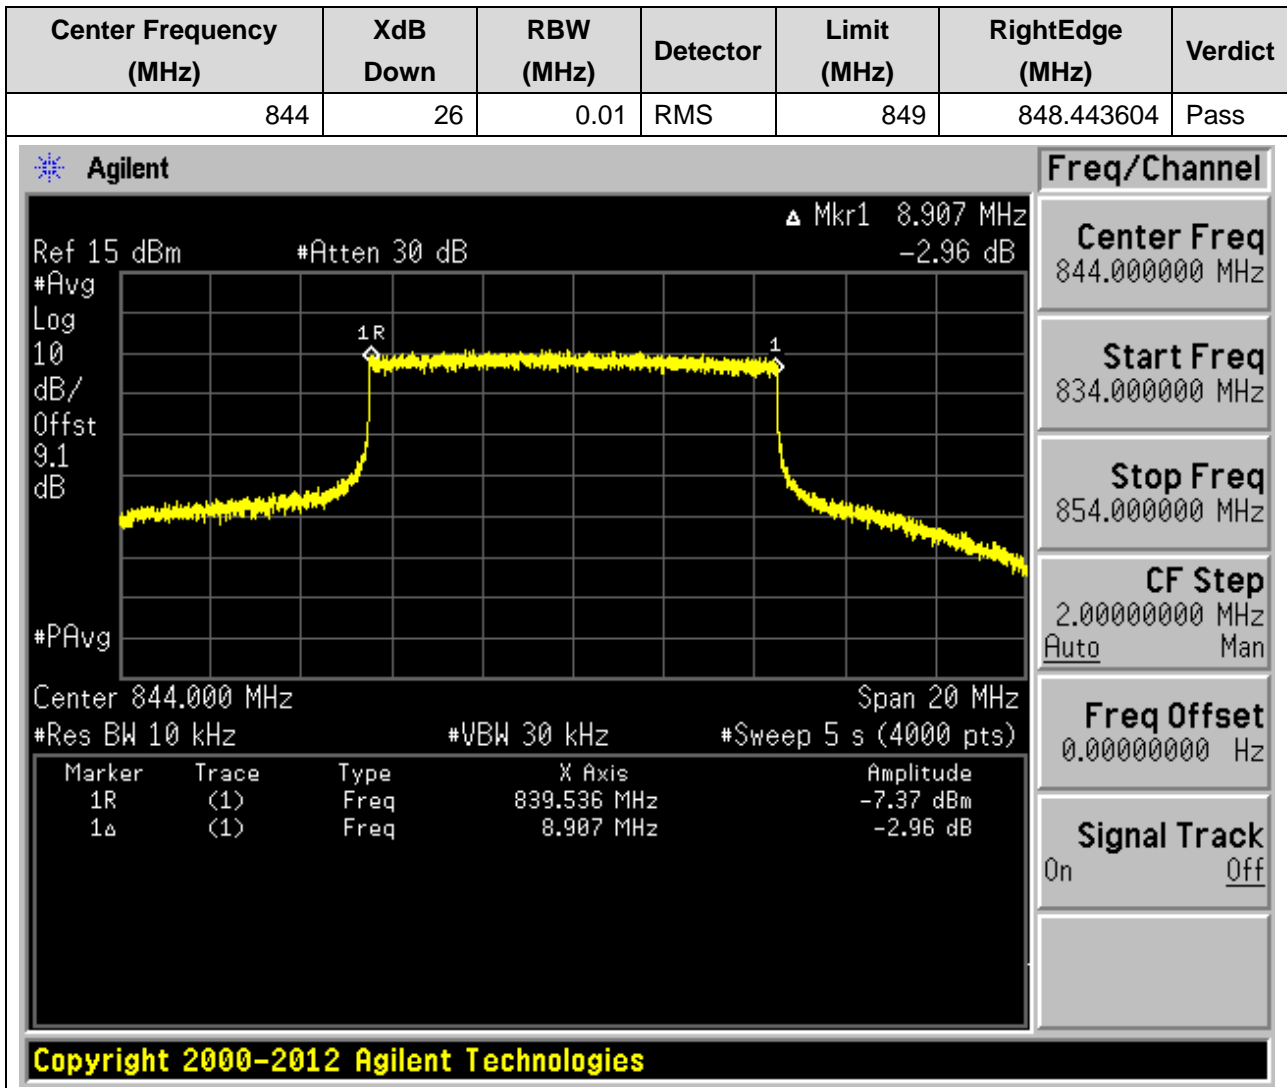 Center Frequency (MHz) XdB Down RBW (MHz) Detector Limit (MHz) RightEdge (MHz) Verdict
844 26 0.01 RMS 849 848.443604 Pass
Agilent
Freq/Channel
Δ Mkr1 8.907 MHz
Ref 15 dBm #Atten 30 dB -2.96 dB
#Avg
Log
10
dB/
Offst
9.1
dB
#PAvg
1R
1
Center 844.000 MHz Span 20 MHz
#Res BW 10 kHz #VBW 30 kHz #Sweep 5 s (4000 pts)
Marker Trace Type X Axis Amplitude
1R (1) Freq 839.536 MHz -7.37 dBm
1Δ (1) Freq 8.907 MHz -2.96 dB
Center Freq
844.000000 MHz
Start Freq
834.000000 MHz
Stop Freq
854.000000 MHz
CF Step
2.00000000 MHz
Auto Man
Freq Offset
0.00000000 Hz
Signal Track
On Off
Copyright 2000-2012 Agilent Technologies